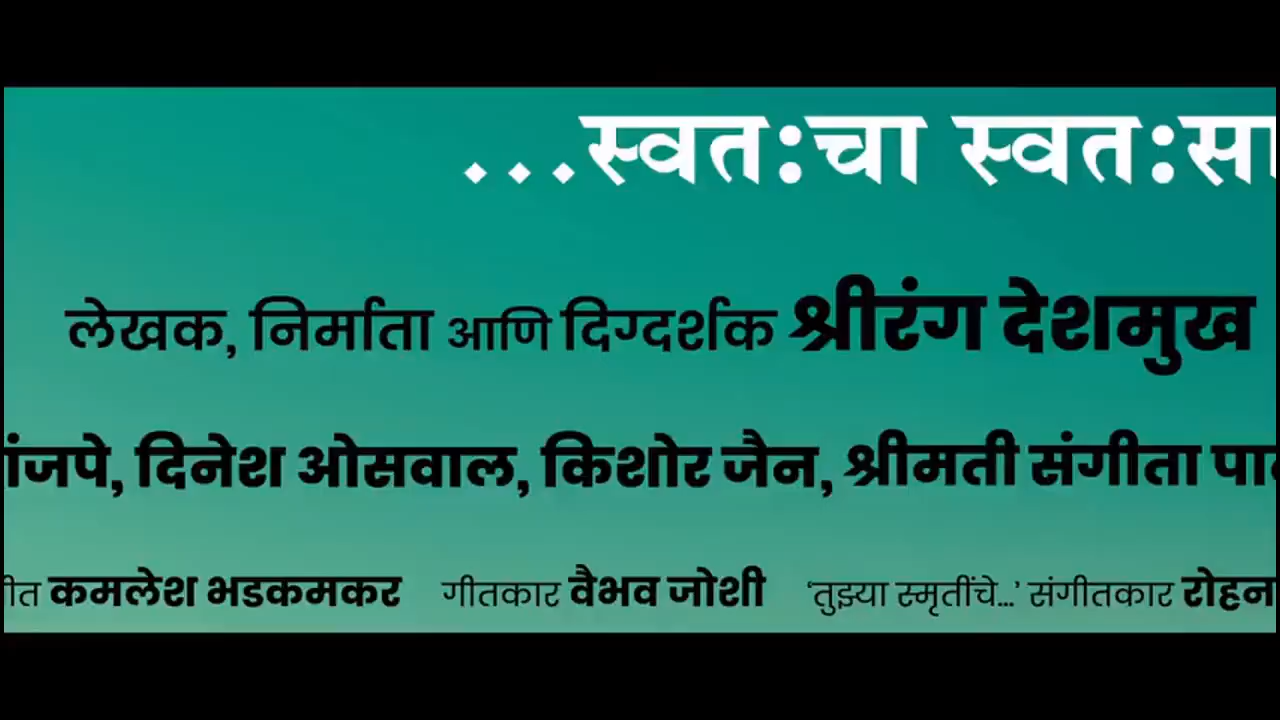 ...स्वत:चा स्वत:सा
लेखक, निर्माता आणि दिग्दर्शक श्रीरंग देशमुख
दिनेश ओसवाल, किशोर जैन, श्रीमती संगीता
कमलेश भडकमकर गीतकार वैभव जोशी 'तुझ्या स्मृतींचे...' संगीतकार रोहन